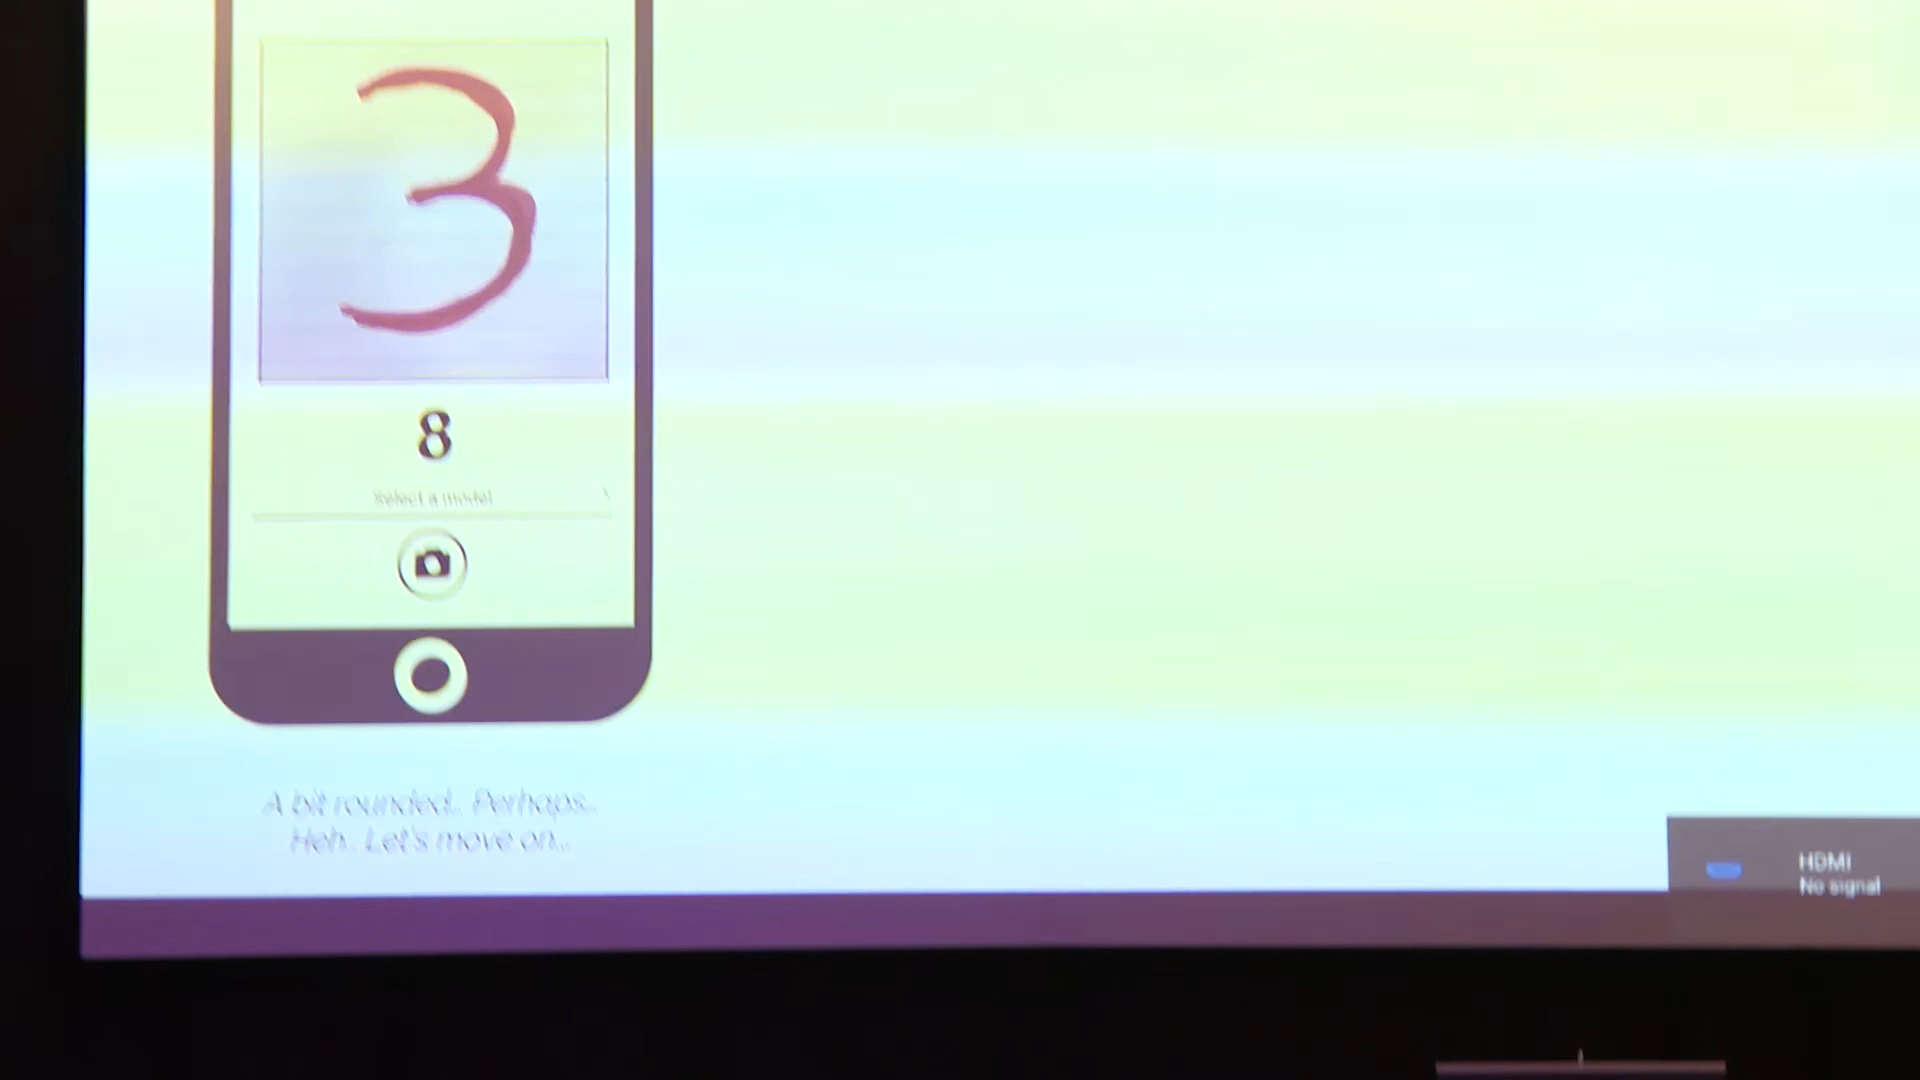 3
8
Select a model
A bit rounded.. Perhaps..
Heh.. Let's move on...
HDMI
No signal